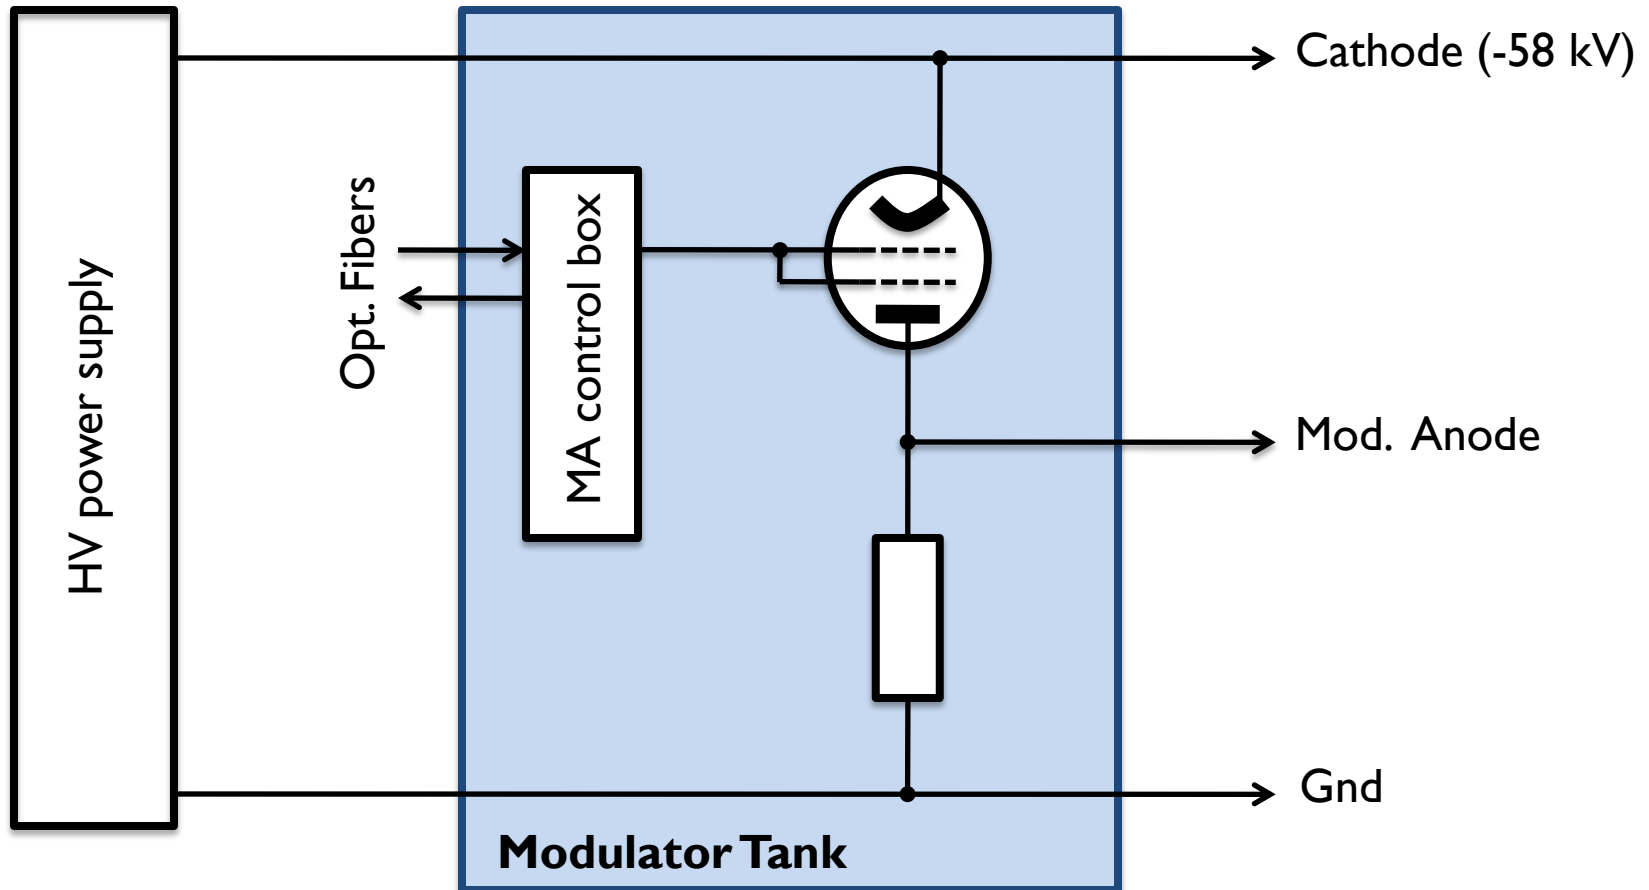 HV power supply
Opt. Fibers
MA control box
Cathode (-58 kV)
Mod. Anode
Gnd
Modulator Tank